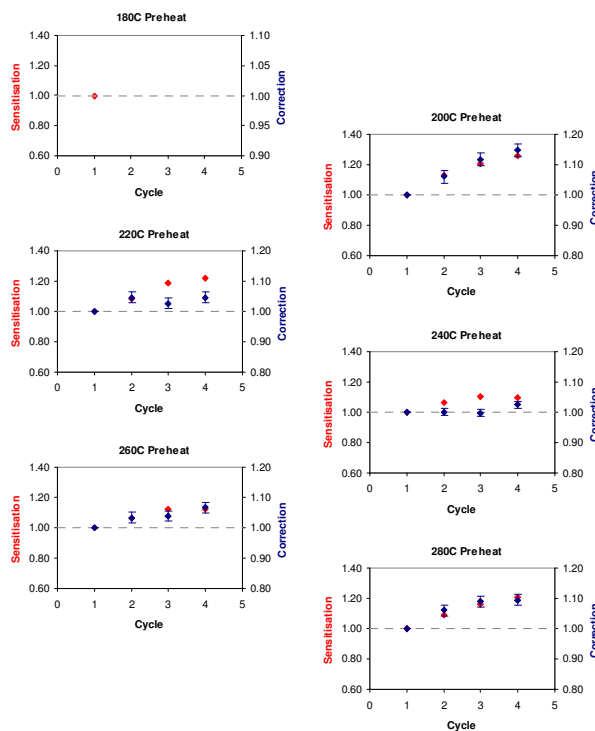 180C Preheat
1.40 1.10
1.20 1.05
1.00 1.00
0.80 0.95
0.60 0.90
0 1 2 3 4 5
Sensitisation
Correction
Cycle
200C Preheat
1.40 1.20
1.20 1.10
1.00 1.00
0.80 0.90
0.60 0.80
0 1 2 3 4 5
Sensitisation
Correction
Cycle
220C Preheat
1.40 1.20
1.20 1.10
1.00 1.00
0.80 0.90
0.60 0.80
0 1 2 3 4 5
Sensitisation
Correction
Cycle
240C Preheat
1.40 1.20
1.20 1.10
1.00 1.00
0.80 0.90
0.60 0.80
0 1 2 3 4 5
Sensitisation
Correction
Cycle
260C Preheat
1.40 1.20
1.20 1.10
1.00 1.00
0.80 0.90
0.60 0.80
0 1 2 3 4 5
Sensitisation
Correction
Cycle
280C Preheat
1.40 1.20
1.20 1.10
1.00 1.00
0.80 0.90
0.60 0.80
0 1 2 3 4 5
Sensitisation
Correction
Cycle